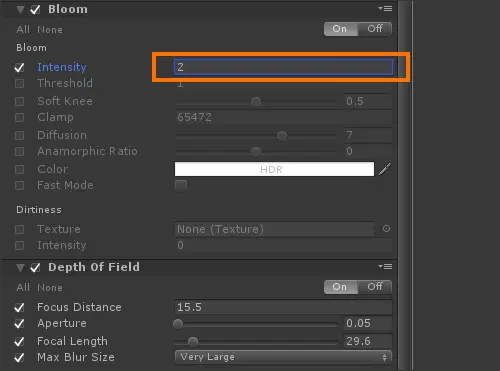 Bloom
All None On Off
Bloom
Intensity 2
Threshold 1
Soft Knee 0.5
Clamp 65472
Diffusion 7
Anamorphic Ratio 0
Color HDR
Fast Mode
Dirtiness
Texture None (Texture)
Intensity 0
Depth Of Field
All None On Off
Focus Distance 15.5
Aperture 0.05
Focal Length 29.6
Max Blur Size Very Large